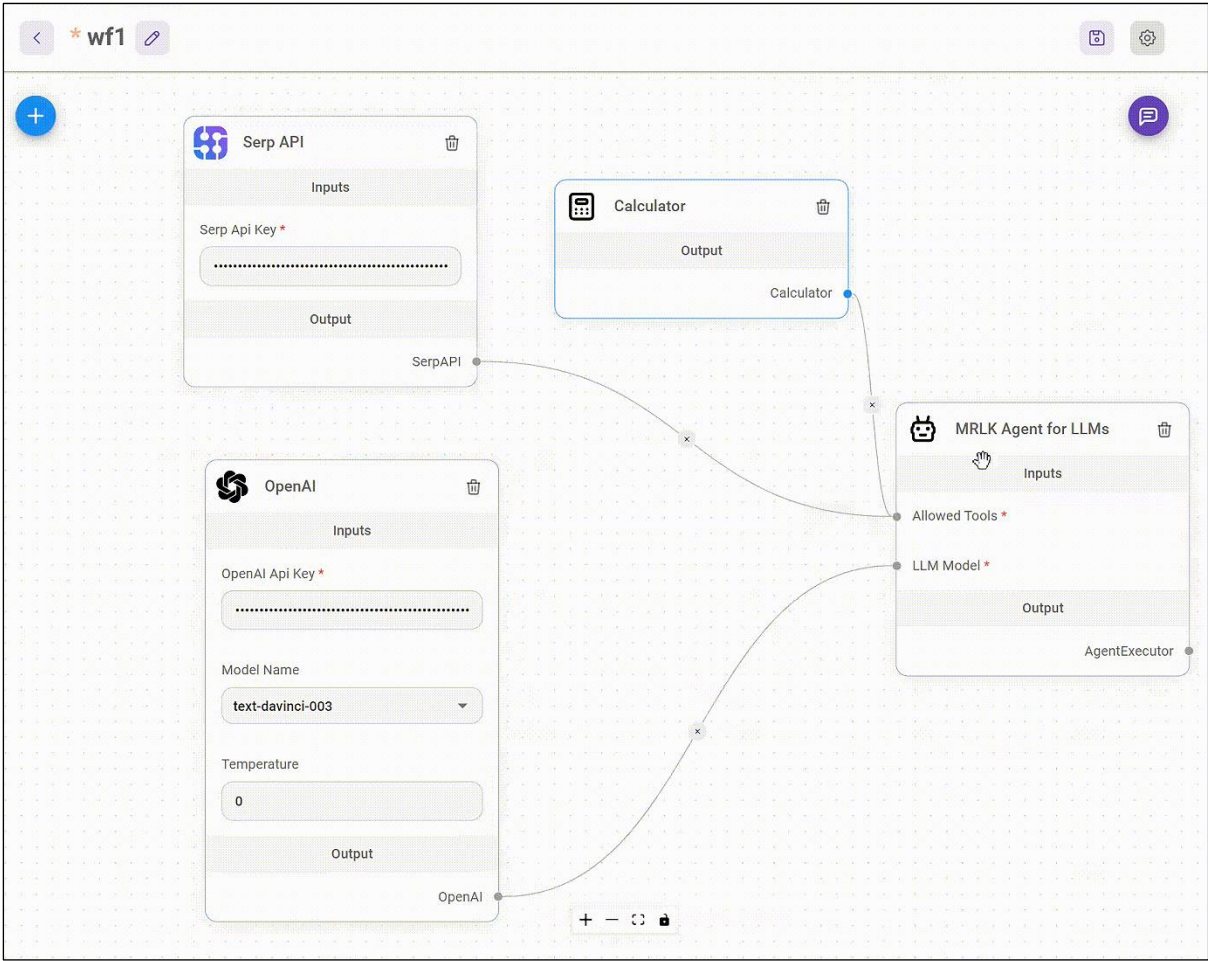 * wf1
Serp API
Inputs
Serp Api Key *
••••••••••••••••••••••••••••••••••••••••••••••••
Output
SerpAPI
Calculator
Output
Calculator
OpenAI
Inputs
OpenAI Api Key *
••••••••••••••••••••••••••••••••••••••••••••••••
Model Name
text-davinci-003
Temperature
0
Output
OpenAI
MRLK Agent for LLMs
Inputs
Allowed Tools *
LLM Model *
Output
AgentExecutor